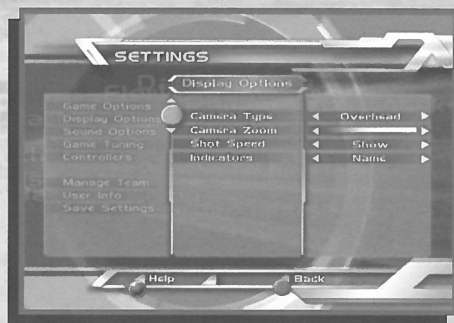 SETTINGS
Display Options
Game Options
Display Options
Sound Options
Game Tuning
Controllers
Manage Team
User Info
Save Settings
Camera Type
Overhead
Camera Zoom
Shot Speed
Show
Indicators
Name
Help
Back